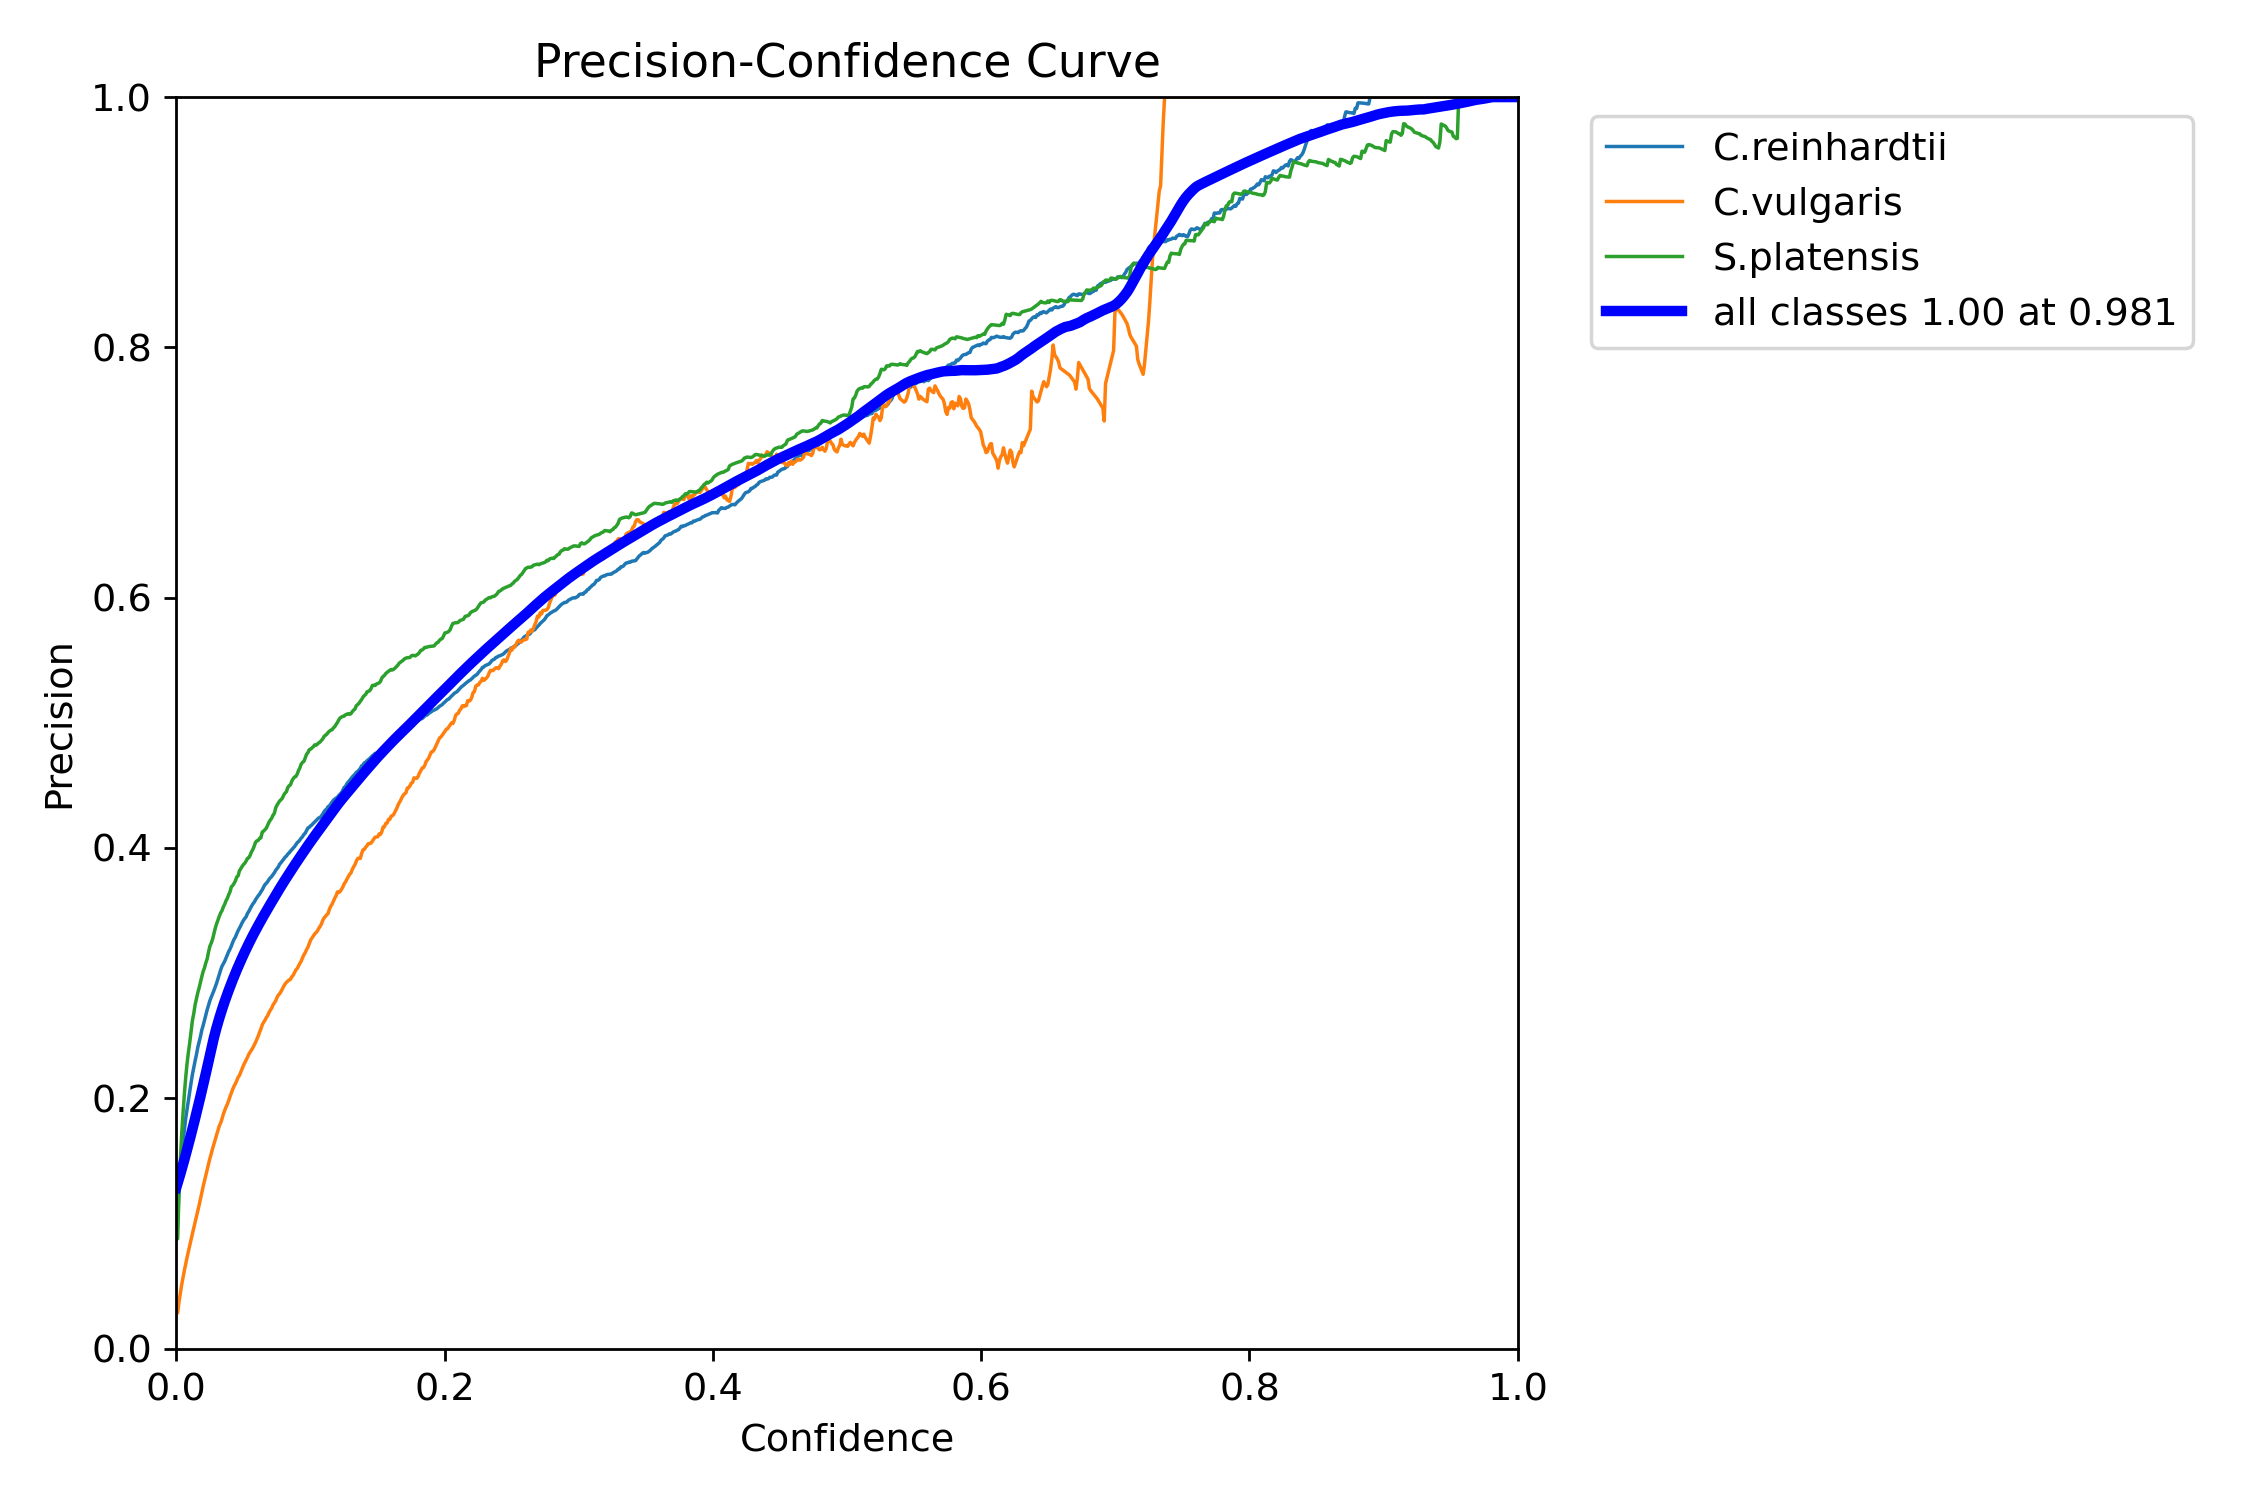 Precision-Confidence Curve
1.0
0.8
0.6
0.4
0.2
0.0
Precision
0.0 0.2 0.4 0.6 0.8 1.0
Confidence
C.reinhardtii
C.vulgaris
S.platensis
all classes 1.00 at 0.981